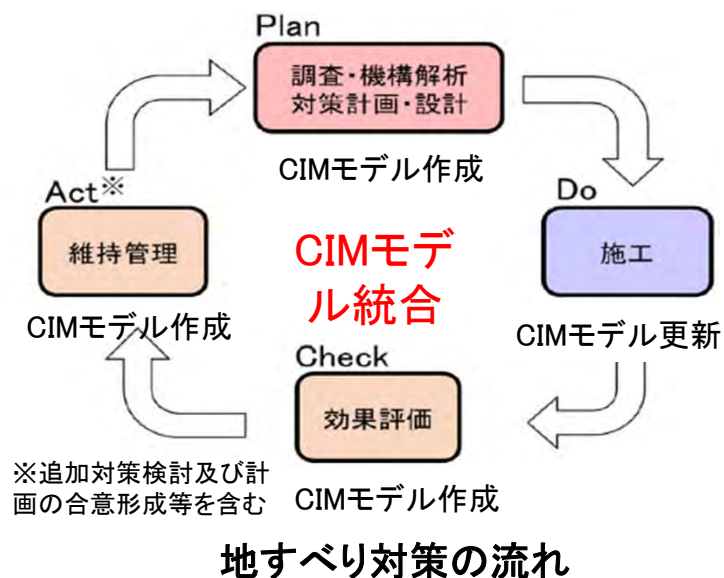 Plan
調査・機構解析
対策計画・設計
CIMモデル作成
Act※
維持管理
CIMモデル作成
CIMモデ
ル統合
Do
施工
CIMモデル更新
Check
効果評価
CIMモデル作成
※追加対策検討及び計
画の合意形成等を含む
地すべり対策の流れ